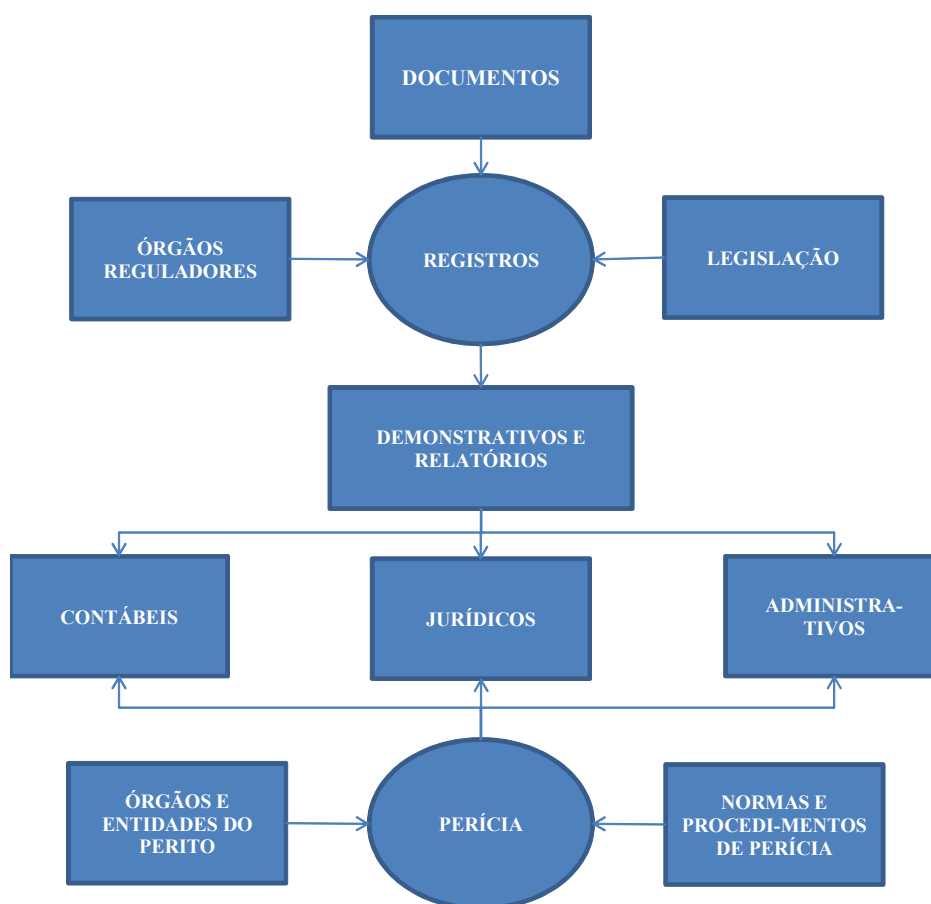 DOCUMENTOS
ÓRGÃOS
REGULADORES
REGISTROS
LEGISLAÇÃO
DEMONSTRATIVOS E
RELATÓRIOS
CONTÁBEIS
JURÍDICOS
ADMINISTRA-
TIVOS
ÓRGÃOS E
ENTIDADES DO
PERITO
PERÍCIA
NORMAS E
PROCEDI-MENTOS
DE PERÍCIA